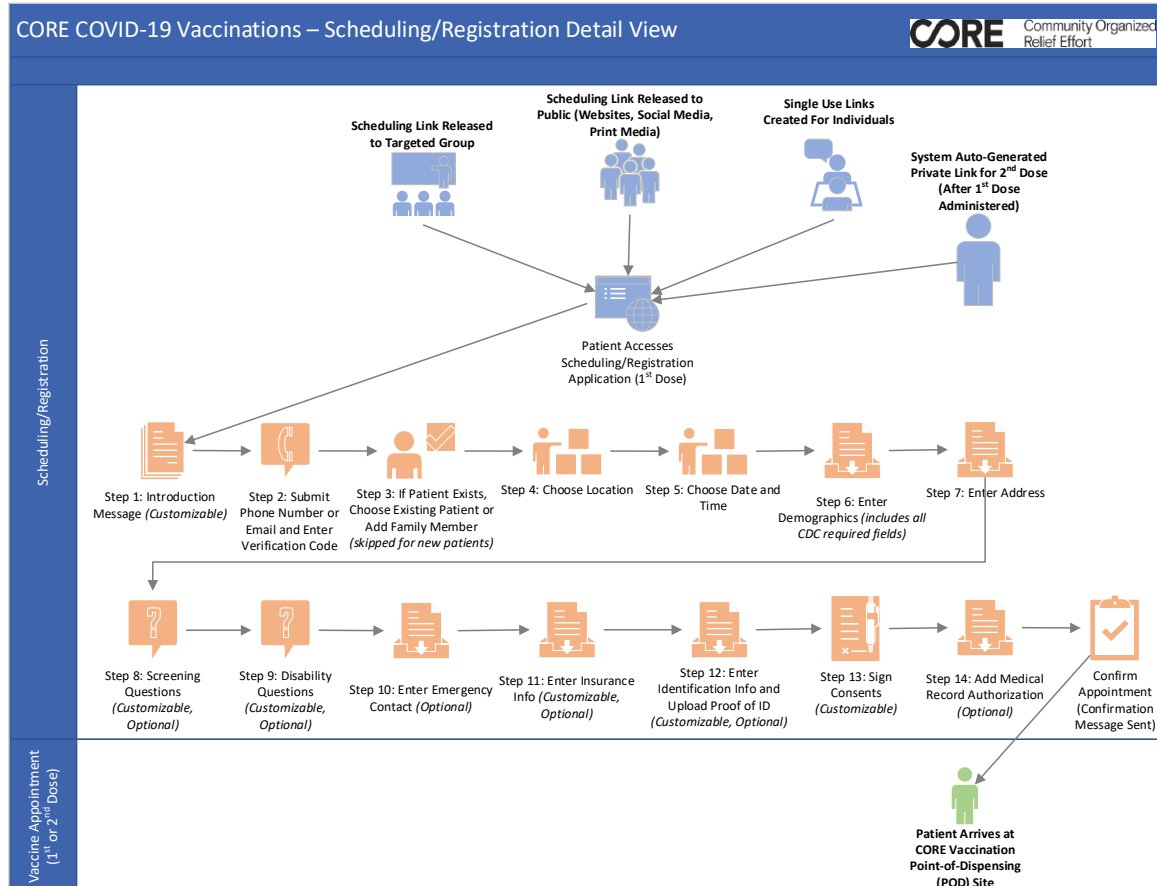 CORE COVID-19 Vaccinations – Scheduling/Registration Detail View
CORE
Community Organized
Relief Effort
Scheduling/Registration
Scheduling Link Released
to Targeted Group
Scheduling Link Released to
Public (Websites, Social Media,
Print Media)
Single Use Links
Created For Individuals
System Auto-Generated
Private Link for 2nd Dose
(After 1st Dose
Administered)
Patient Accesses
Scheduling/Registration
Application (1st Dose)
Step 1: Introduction
Message (Customizable)
Step 2: Submit
Phone Number or
Email and Enter
Verification Code
Step 3: If Patient Exists,
Choose Existing Patient or
Add Family Member
(skipped for new patients)
Step 4: Choose Location
Step 5: Choose Date and
Time
Step 6: Enter
Demographics (includes all
CDC required fields)
Step 7: Enter Address
Step 8: Screening
Questions
(Customizable,
Optional)
Step 9: Disability
Questions
(Customizable,
Optional)
Step 10: Enter Emergency
Contact (Optional)
Step 11: Enter Insurance
Info (Customizable,
Optional)
Step 12: Enter
Identification Info and
Upload Proof of ID
(Customizable, Optional)
Step 13: Sign
Consents
(Customizable)
Step 14: Add Medical
Record Authorization
(Optional)
Confirm
Appointment
(Confirmation
Message Sent)
Vaccine Appointment
(1st or 2nd Dose)
Patient Arrives at
CORE Vaccination
Point-of-Dispensing
(POD) Site